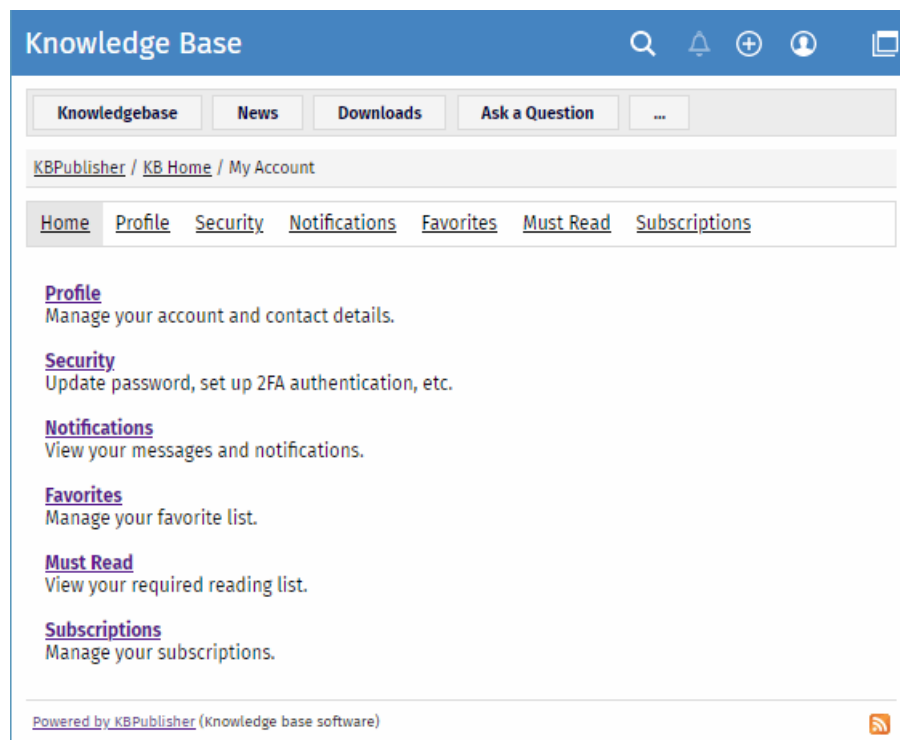 Knowledge Base
Knowledgebase News Downloads Ask a Question ...
KBPublisher / KB Home / My Account
Home Profile Security Notifications Favorites Must Read Subscriptions
Profile
Manage your account and contact details.
Security
Update password, set up 2FA authentication, etc.
Notifications
View your messages and notifications.
Favorites
Manage your favorite list.
Must Read
View your required reading list.
Subscriptions
Manage your subscriptions.
Powered by KBPublisher (Knowledge base software)